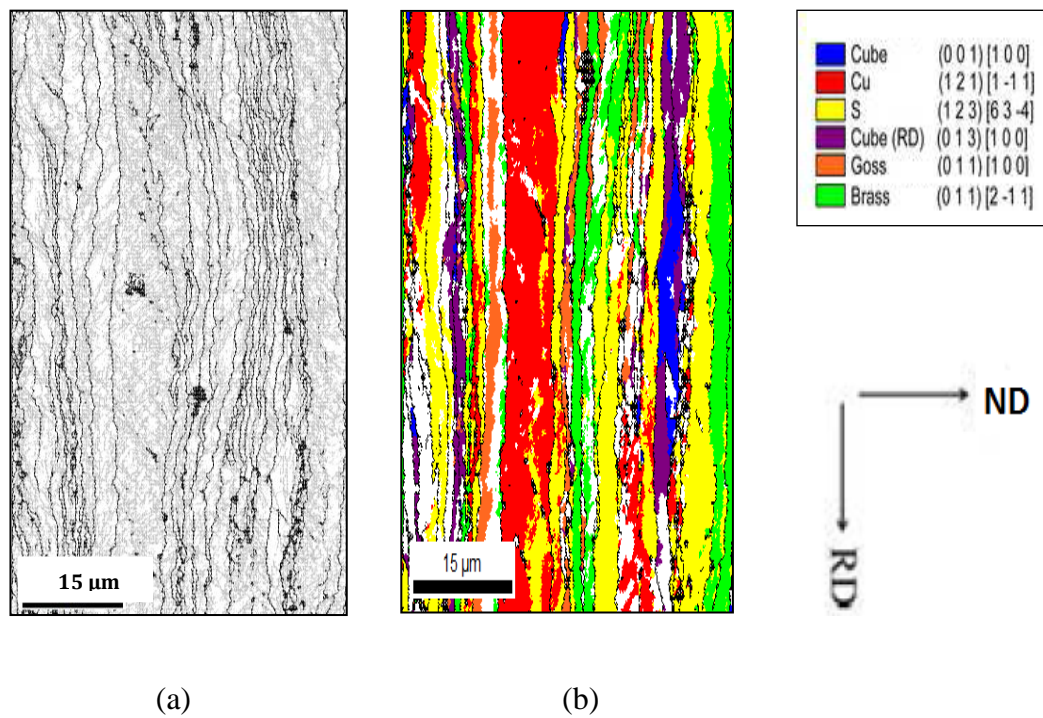 15 μm
15 μm
Cube (0 0 1) [1 0 0]
Cu (1 2 1) [1 -1 1]
S (1 2 3) [6 3 -4]
Cube (RD) (0 1 3) [1 0 0]
Goss (0 1 1) [1 0 0]
Brass (0 1 1) [2 -1 1]
ND
RD
(a)
(b)